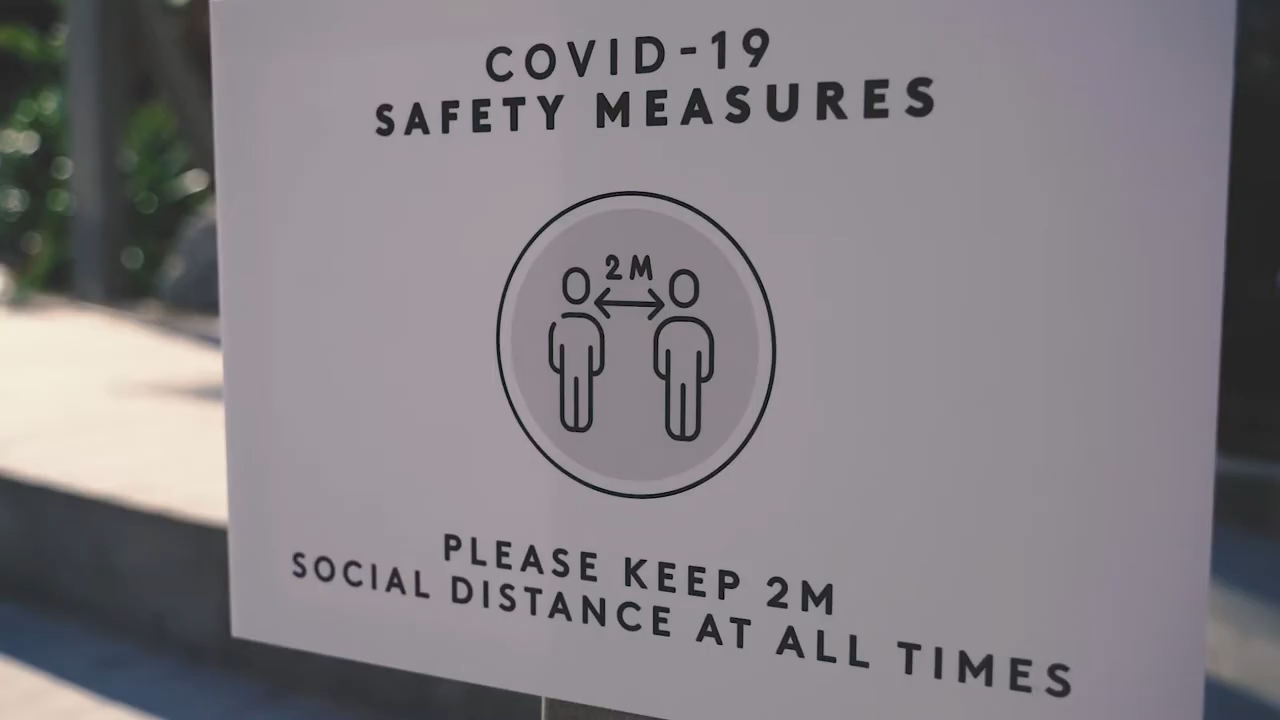 COVID-19
SAFETY MEASURES
2M
PLEASE KEEP 2M
SOCIAL DISTANCE AT ALL TIMES